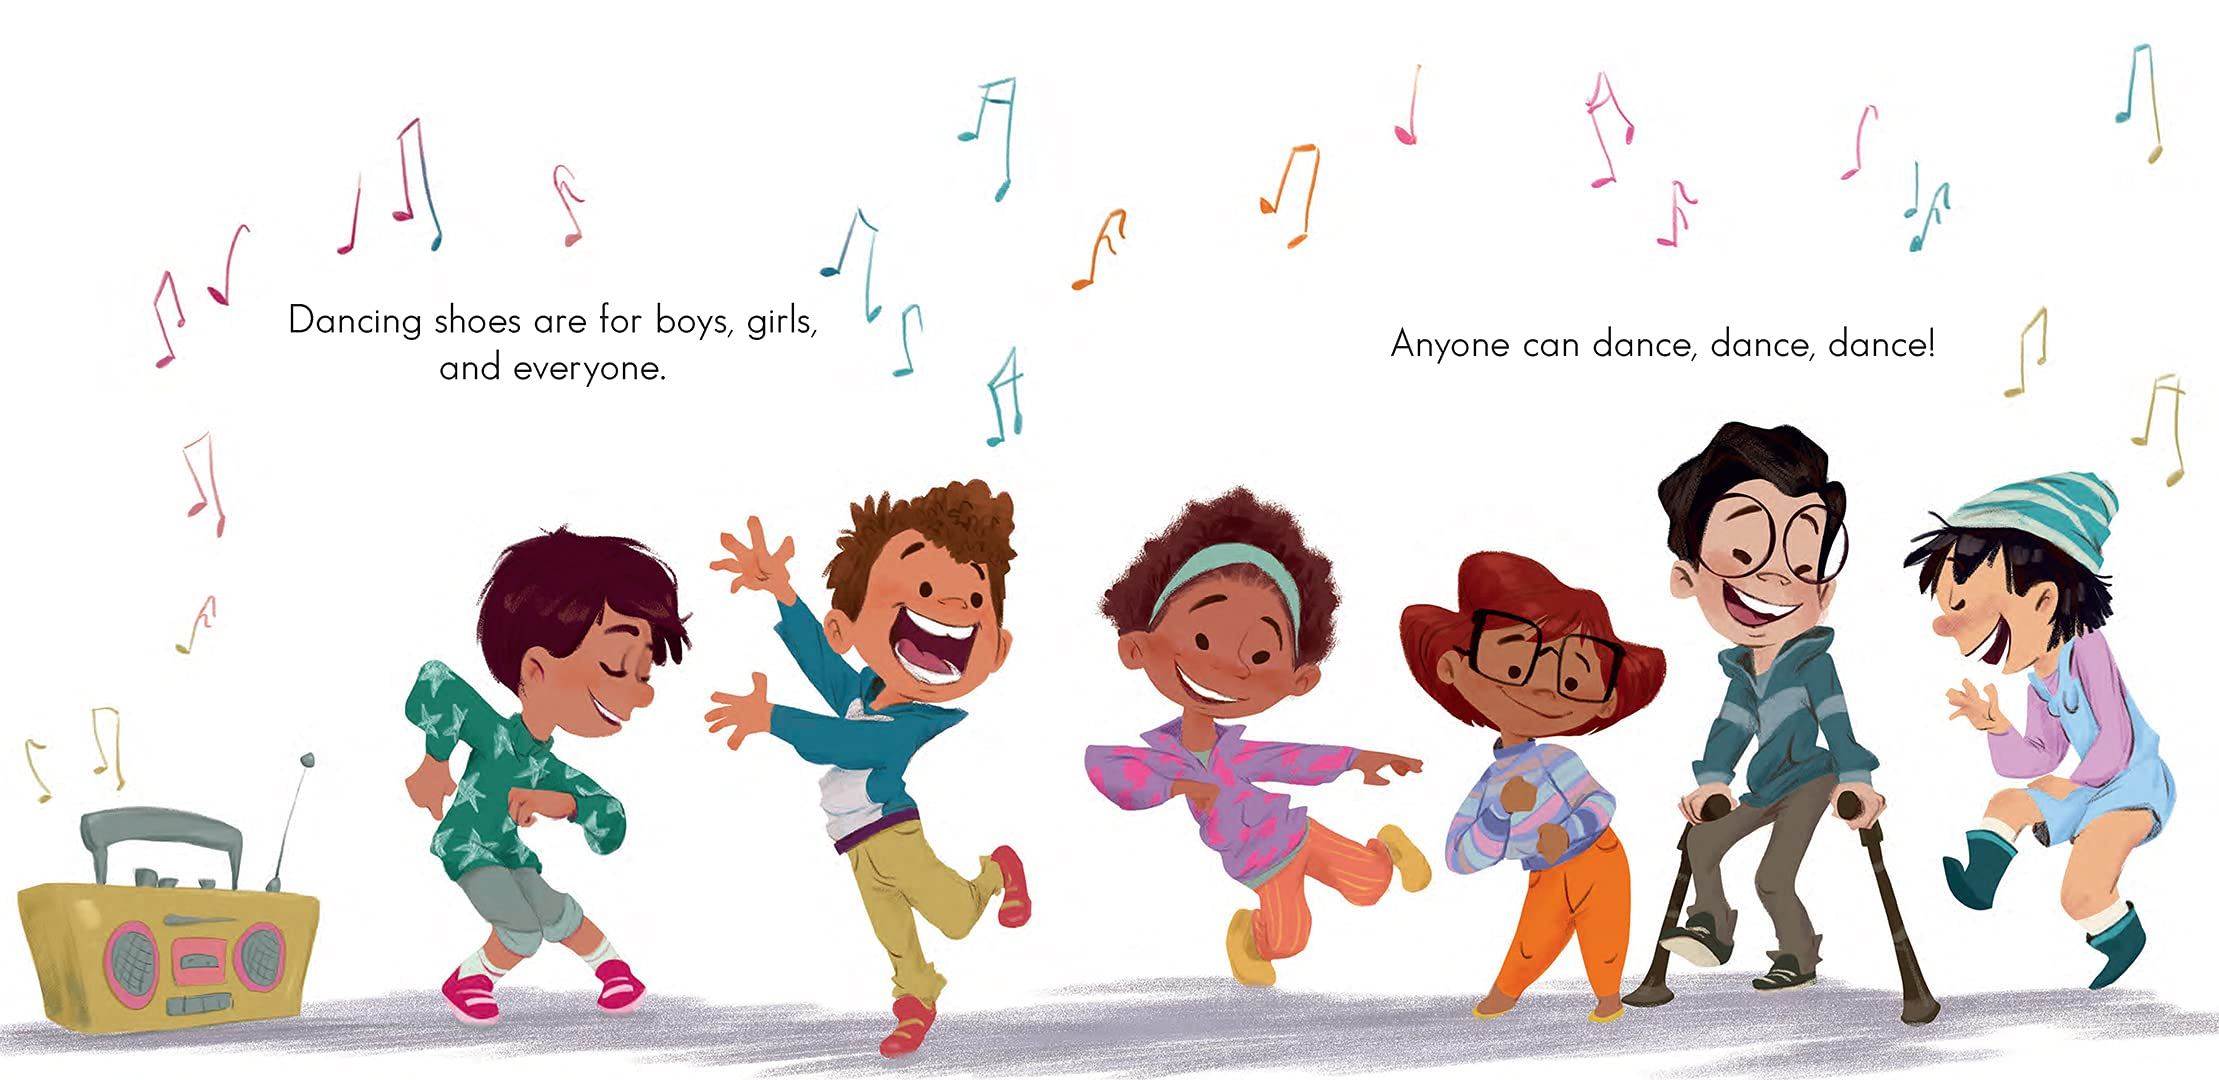 Dancing shoes are for boys, girls,
and everyone.
Anyone can dance, dance, dance!